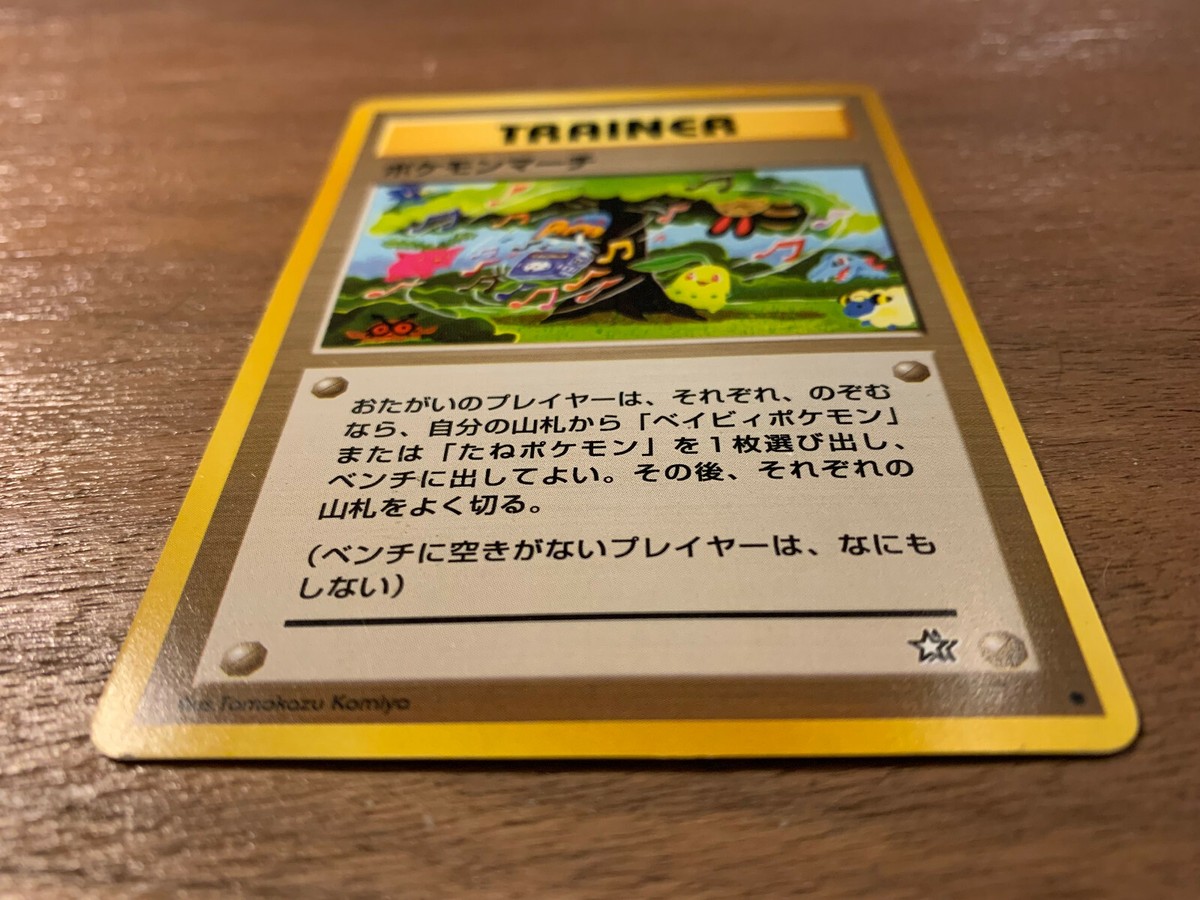 TRAINER
ポケモンマーチ
おたがいのプレイヤーは、それぞれ、のぞむ
なら、自分の山札から「ベイビィポケモン」
または「たねポケモン」を1枚選び出し、
ベンチに出してよい。その後、それぞれの
山札をよく切る。
(ベンチに空きがないプレイヤーは、なにも
しない)
Illus. Tomokazu Komiya